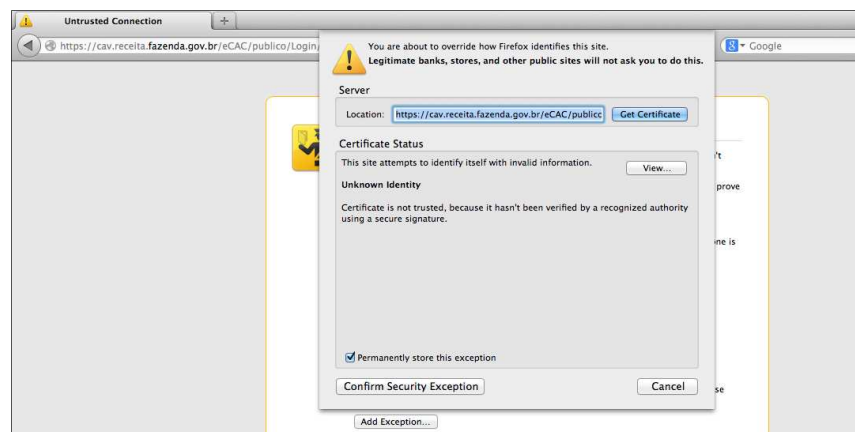 Untrusted Connection
https://cav.receita.fazenda.gov.br/eCAC/publico/Login/
Google
You are about to override how Firefox identifies this site.
Legitimate banks, stores, and other public sites will not ask you to do this.
Server
Location: https://cav.receita.fazenda.gov.br/eCAC/publicc Get Certificate
Certificate Status
This site attempts to identify itself with invalid information.
View...
Unknown Identity
Certificate is not trusted, because it hasn't been verified by a recognized authority
using a secure signature.
't
prove
one is
Permanently store this exception
Confirm Security Exception Cancel
se
Add Exception...